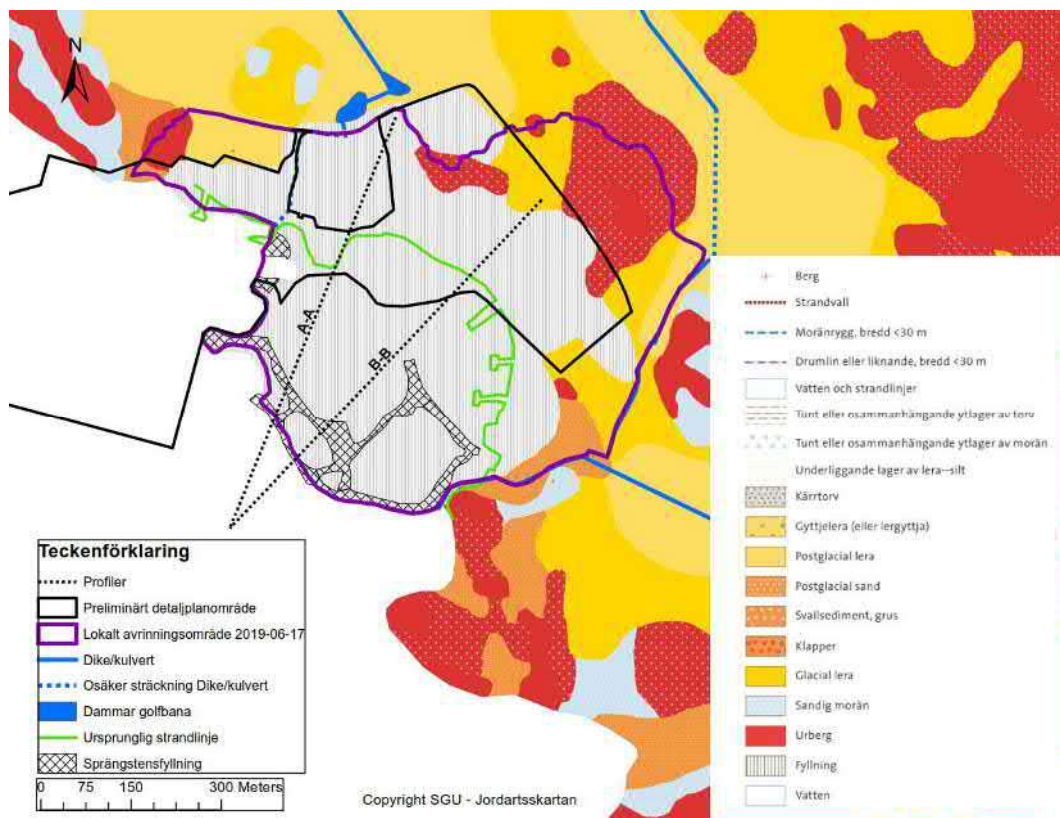 N
A-A
B-B
Teckenförklaring
Profiler
Preliminärt detaljplanområde
Lokalt avrinningsområde 2019-06-17
Dike/kulvert
Osäker sträckning Dike/kulvert
Dammar golfbana
Ursprunglig strandlinje
Sprängstensfyllning
0 75 150 300 Meters
Copyright SGU - Jordartsskartan
Berg
Strandvall
Moränrygg, bredd <30 m
Drumlin eller liknande, bredd <30 m
Vatten och strandlinjer
Tunt eller osammanhängande ytlager av torv
Tunt eller osammanhängande ytlager av morän
Underliggande lager av lera--silt
Kärrtorv
Gyttjelera (eller lergyttja)
Postglacial lera
Postglacial sand
Svallsediment, grus
Klapper
Glacial lera
Sandig morän
Urberg
Fyllning
Vatten